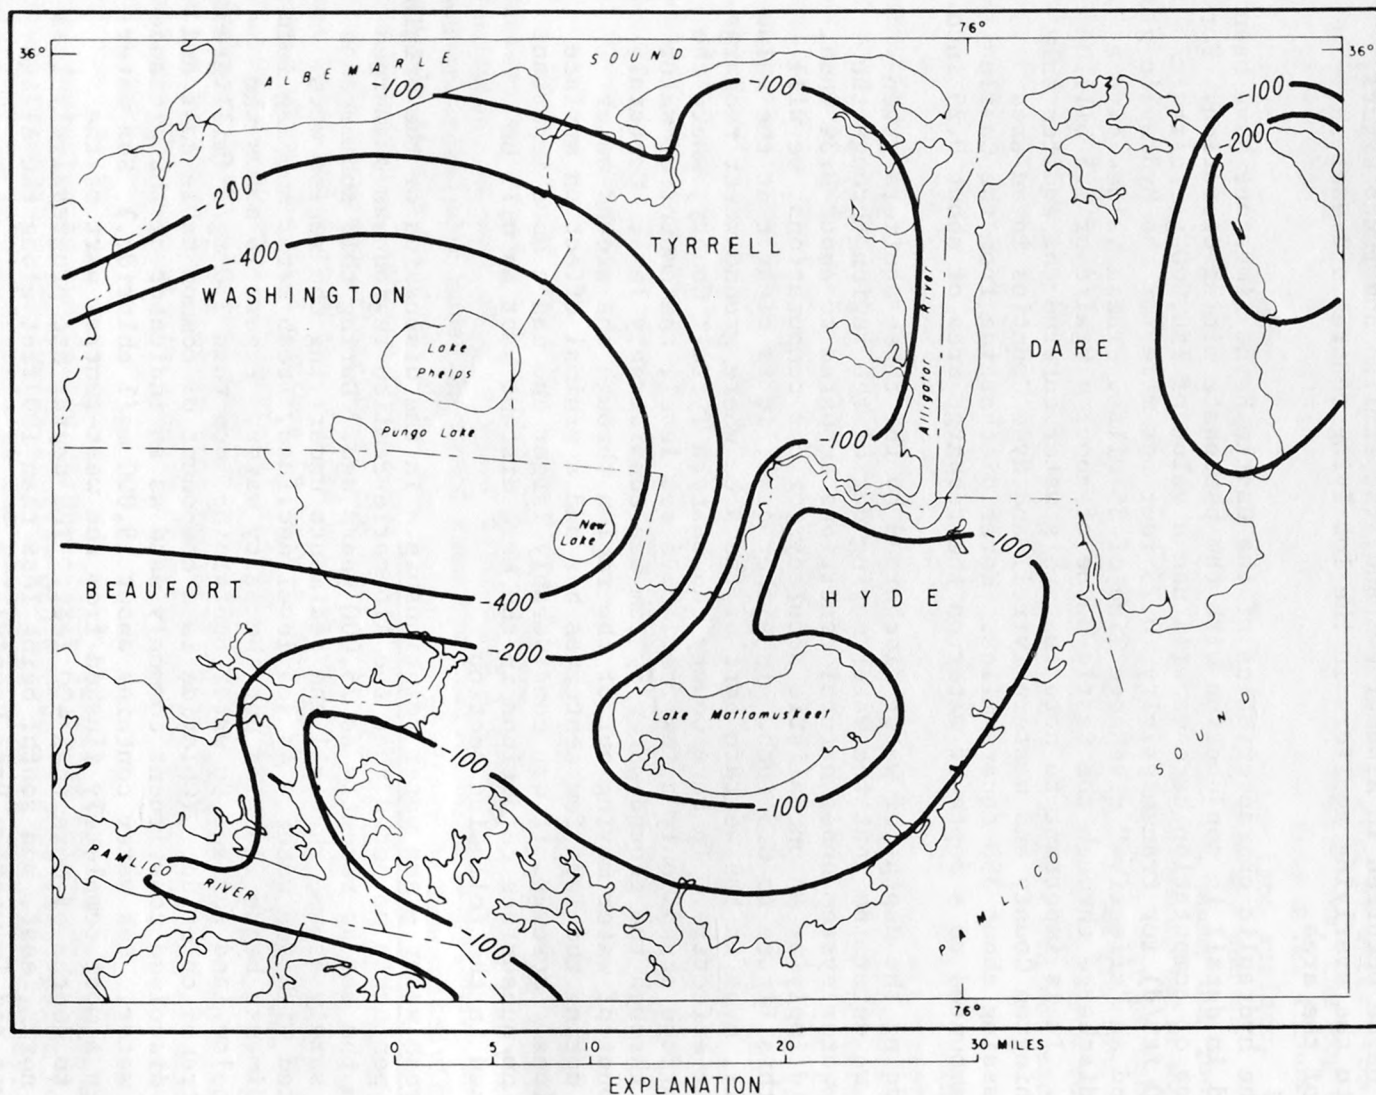 76°
36°
36°
ALBEMARLE SOUND
-100
-100
-100
-200
-200
-400
TYRRELL
WASHINGTON
Alligator River
DARE
Lake Phelps
Pungo Lake
-100
New Lake
-100
BEAUFORT
-400
HYDE
-200
Lake Mattamuskeet
-100
-100
PAMLICO SOUND
PAMLICO RIVER
-100
76°
0 5 10 20 30 MILES
EXPLANATION